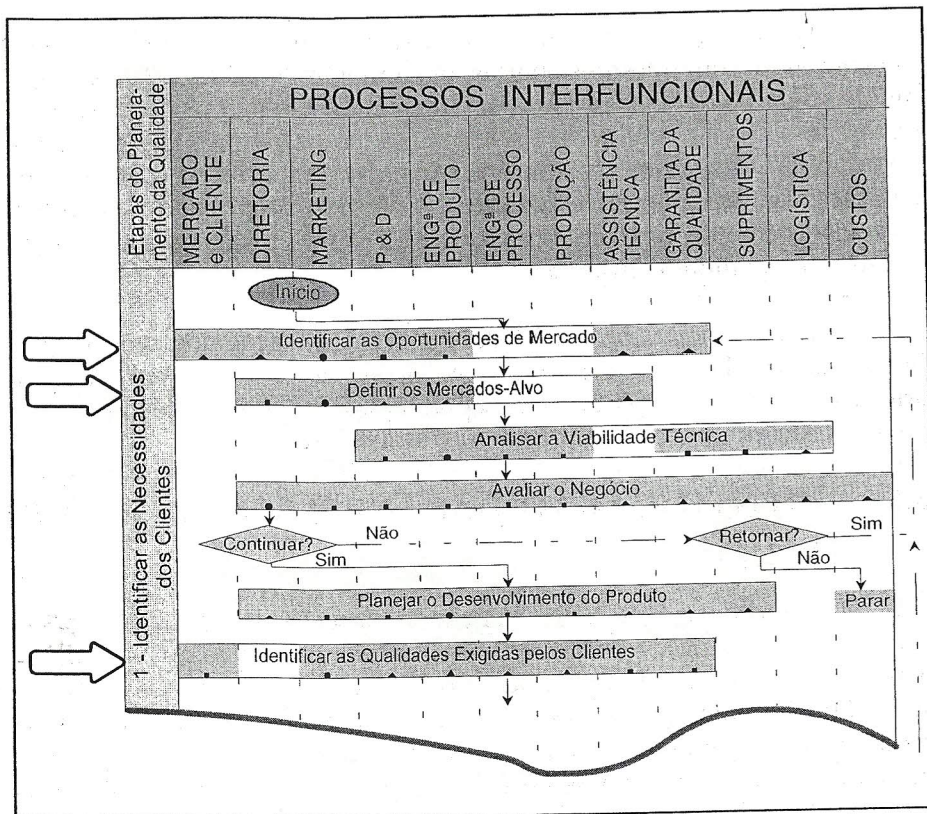 PROCESSOS INTERFUNCIONAIS
Etapas do Planeja-
mento da Qualidade
MERCADO
e CLIENTE
DIRETORIA
MARKETING
P & D
ENGª DE
PRODUTO
ENGª DE
PROCESSO
PRODUÇÃO
ASSISTÊNCIA
TÉCNICA
GARANTIA DA
QUALIDADE
SUPRIMENTOS
LOGÍSTICA
CUSTOS
1 - Identificar as Necessidades
dos Clientes
Início
Identificar as Oportunidades de Mercado
Definir os Mercados-Alvo
Analisar a Viabilidade Técnica
Avaliar o Negócio
Continuar?
Não
Sim
Retornar?
Sim
Não
Planejar o Desenvolvimento do Produto
Parar
Identificar as Qualidades Exigidas pelos Clientes